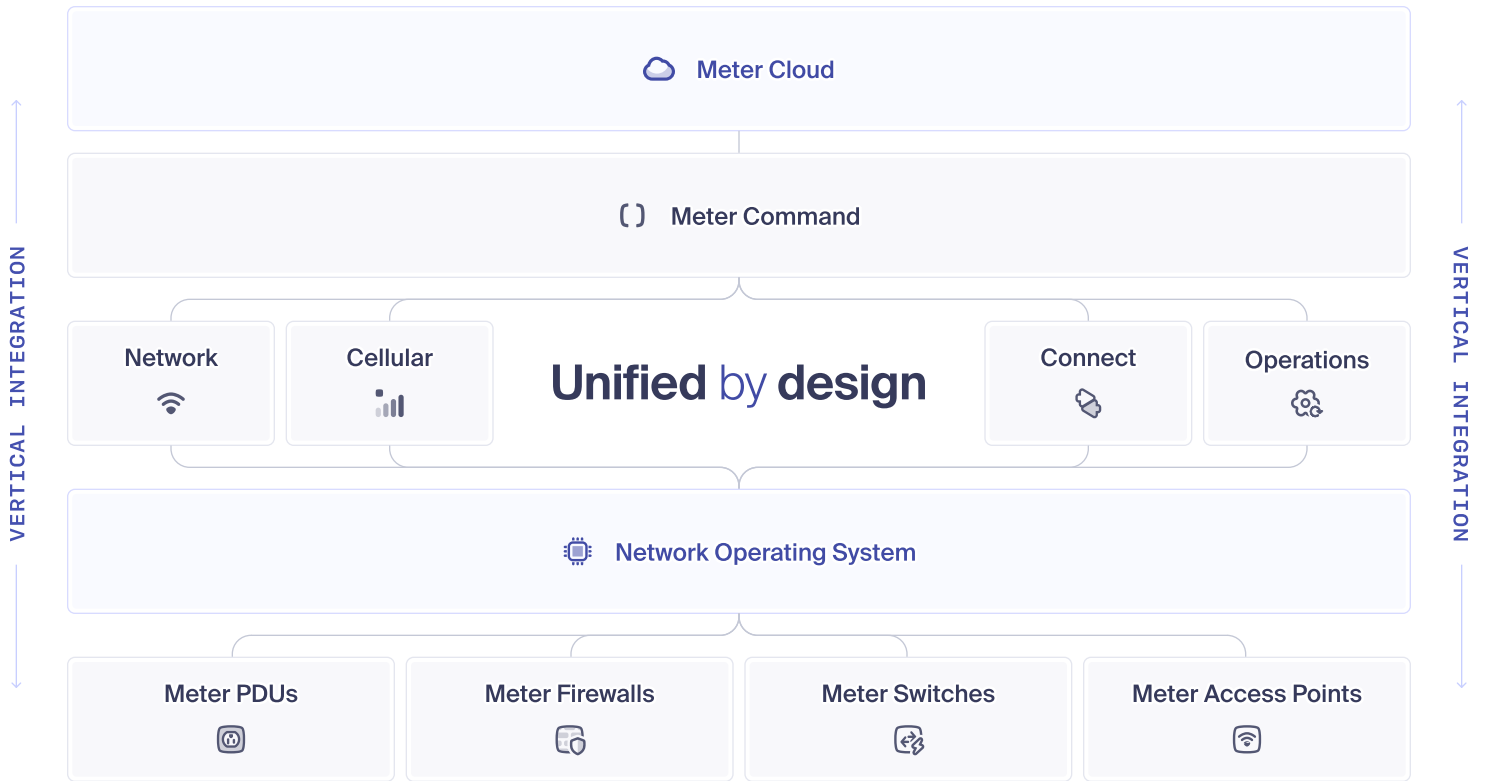 Meter Cloud
Meter Command
VERTICAL INTEGRATION
VERTICAL INTEGRATION
Network
Cellular
Unified by design
Connect
Operations
Network Operating System
Meter PDUs
Meter Firewalls
Meter Switches
Meter Access Points